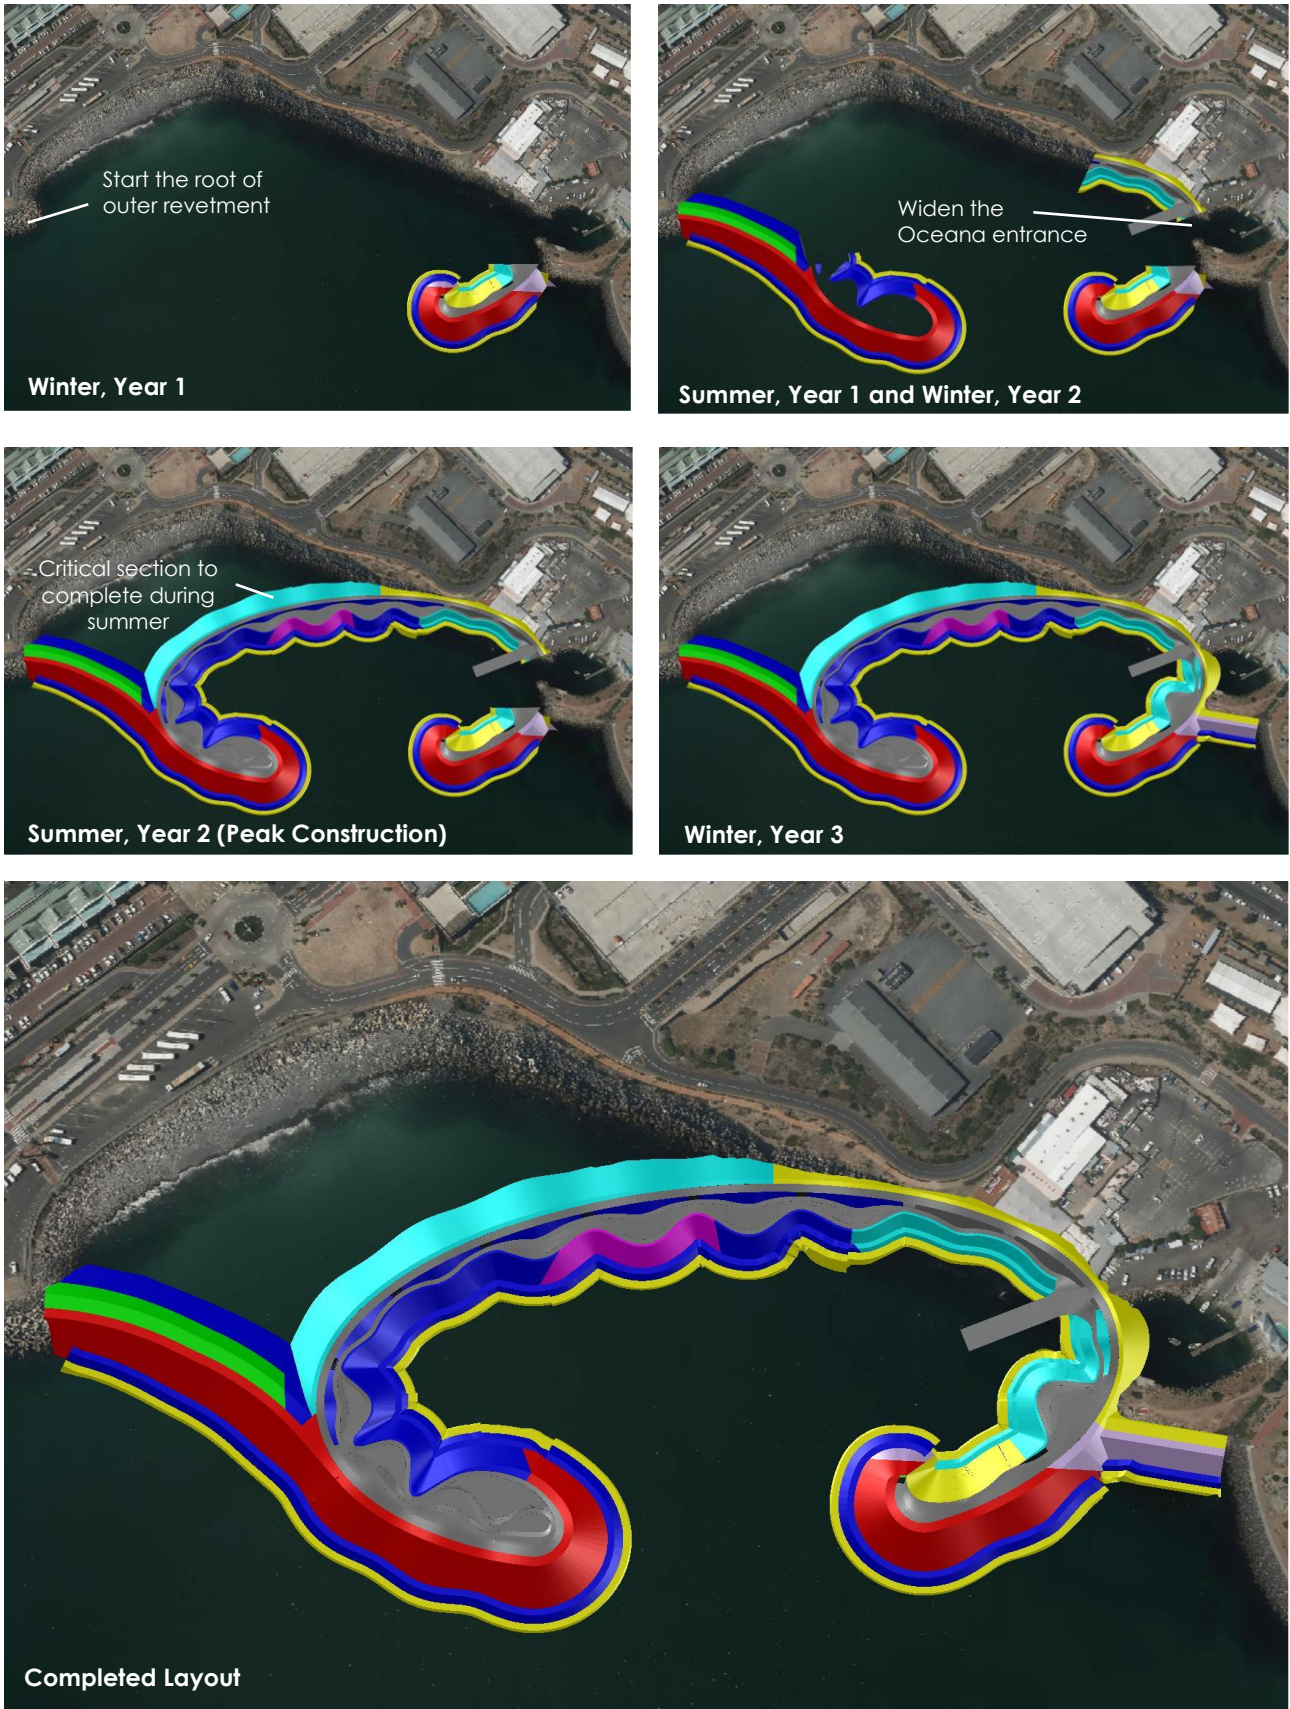 Start the root of
outer revetment
Winter, Year 1
Widen the
Oceana entrance
Summer, Year 1 and Winter, Year 2
Critical section to
complete during
summer
Summer, Year 2 (Peak Construction)
Winter, Year 3
Completed Layout